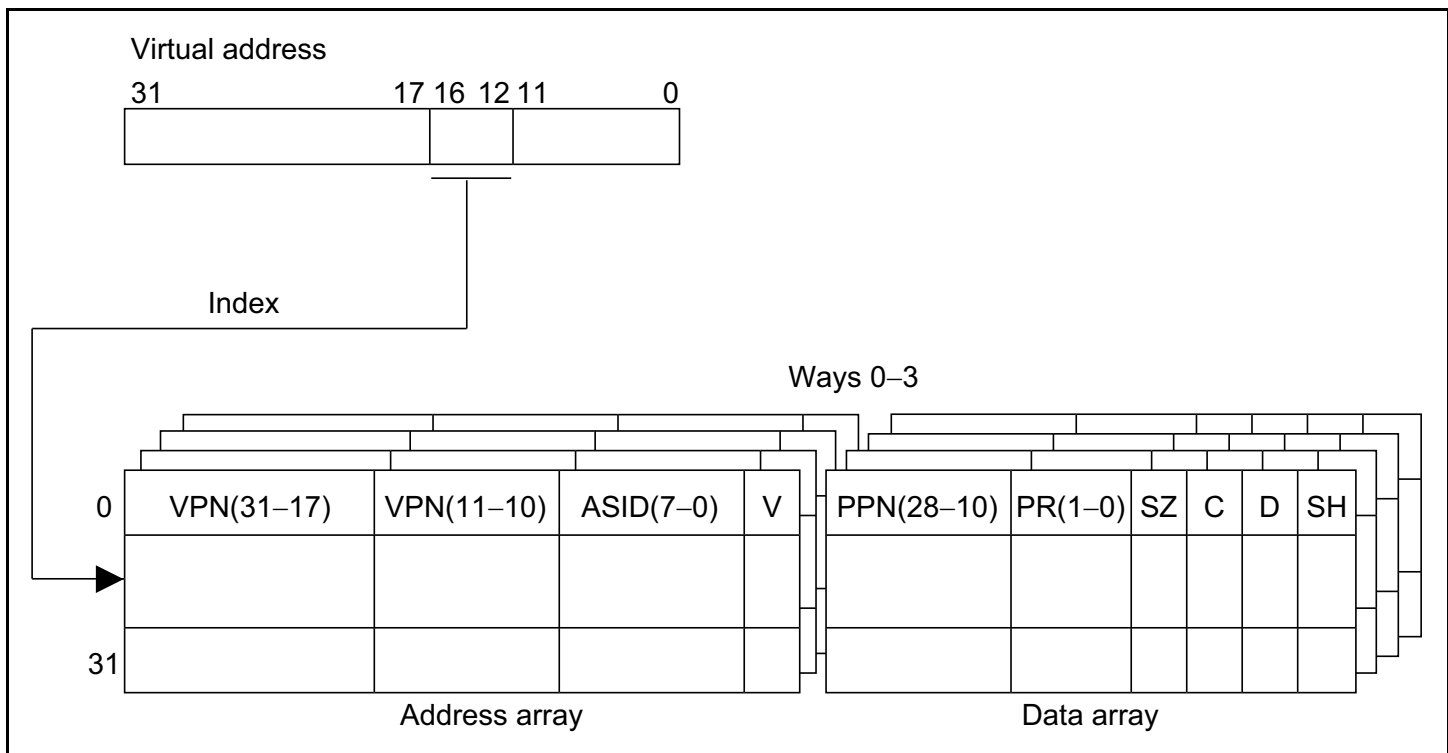 Virtual address
31 17 16 12 11 0
Index
Ways 0–3
0 VPN(31–17) VPN(11–10) ASID(7–0) V PPN(28–10) PR(1–0) SZ C D SH
31
Address array Data array